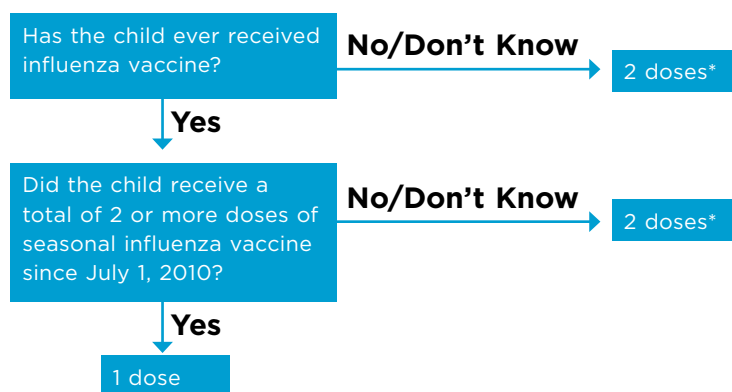 Has the child ever received
influenza vaccine?
No/Don’t Know
2 doses*
Yes
Did the child receive a
total of 2 or more doses of
seasonal influenza vaccine
since July 1, 2010?
No/Don’t Know
2 doses*
Yes
1 dose